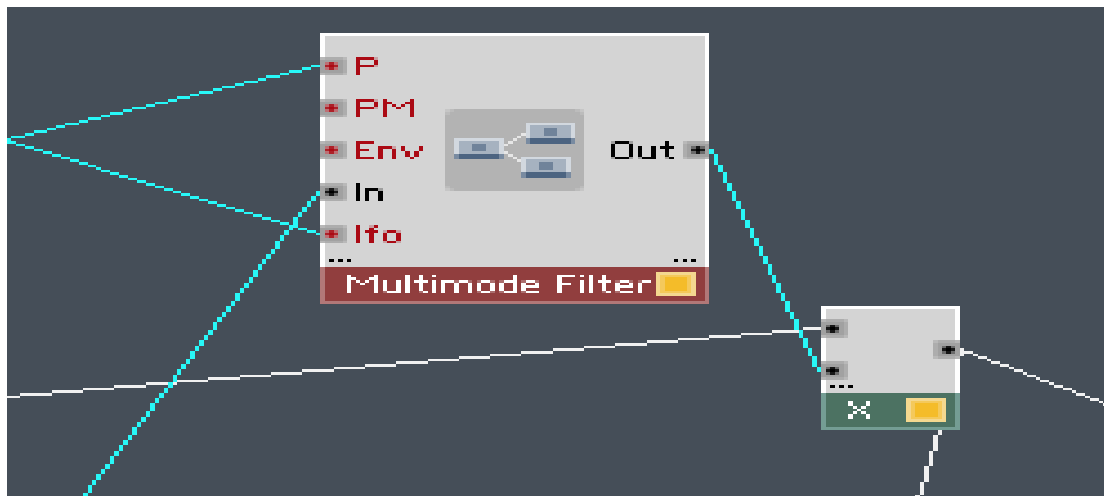 P
PM
Env
Out
In
lfo
...
...
Multimode Filter
...
X